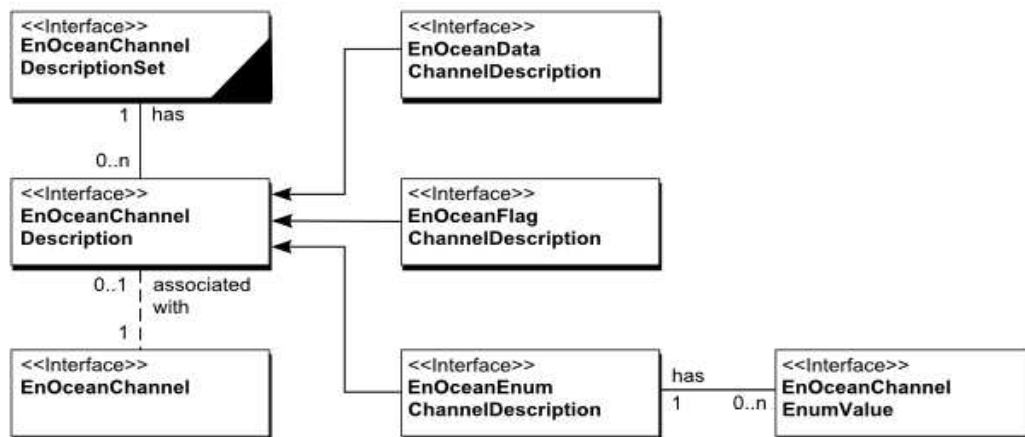 <<Interface>>
EnOceanChannel
DescriptionSet
<<Interface>>
EnOceanData
ChannelDescription
1 has
0..n
<<Interface>>
EnOceanChannel
Description
<<Interface>>
EnOceanFlag
ChannelDescription
0..1 associated
with
1
<<Interface>>
EnOceanChannel
<<Interface>>
EnOceanEnum
ChannelDescription
has
1 0..n
<<Interface>>
EnOceanChannel
EnumValue